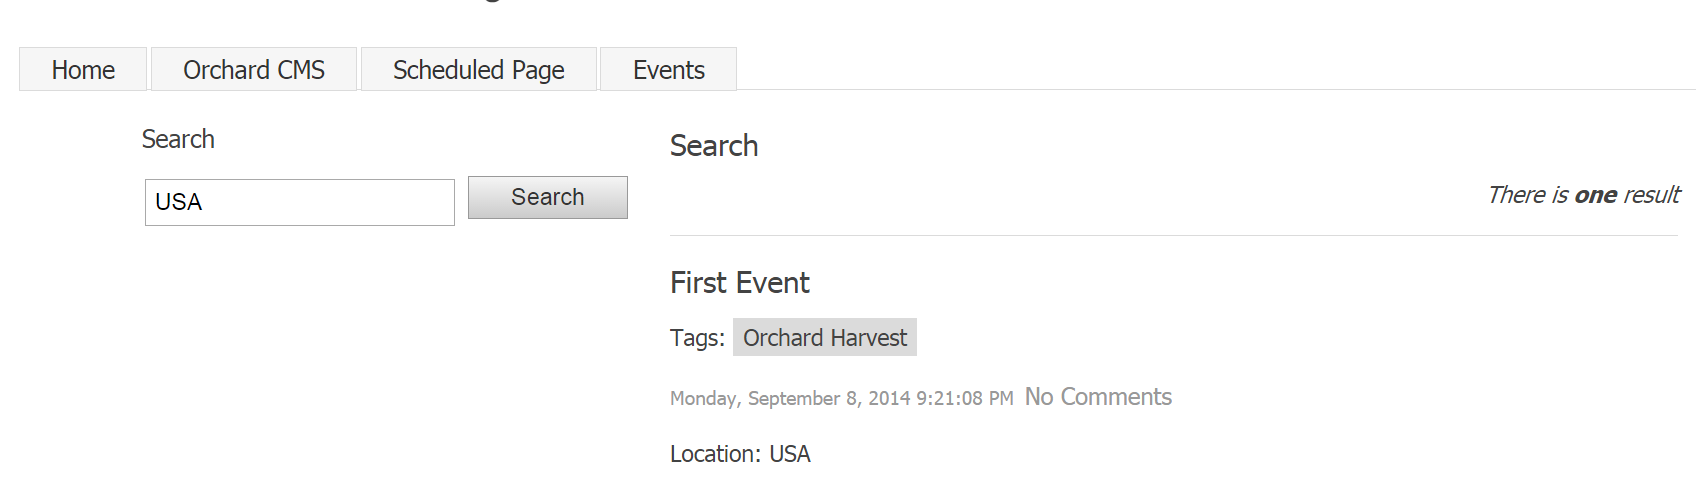 Home Orchard CMS Scheduled Page Events
Search
USA Search
Search
There is one result
First Event
Tags: Orchard Harvest
Monday, September 8, 2014 9:21:08 PM No Comments
Location: USA